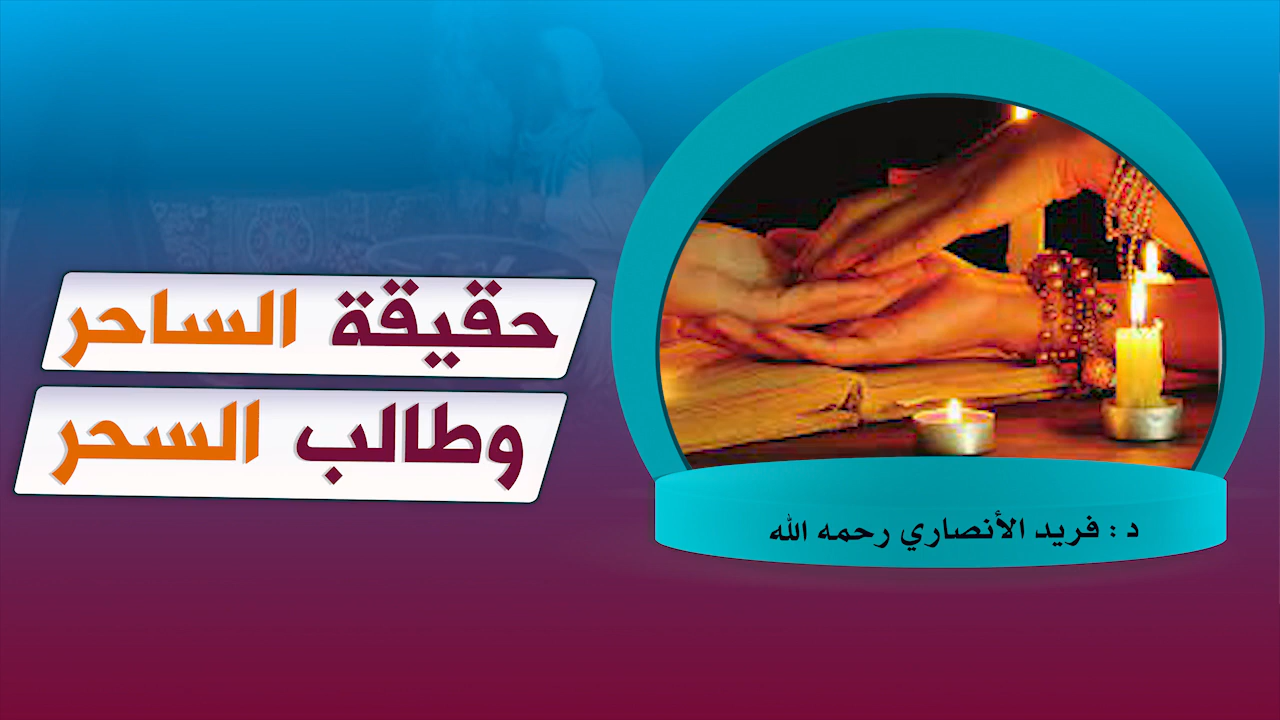 حقيقة الساحر
وطالب السحر
د : فريد الأنصاري رحمه الله